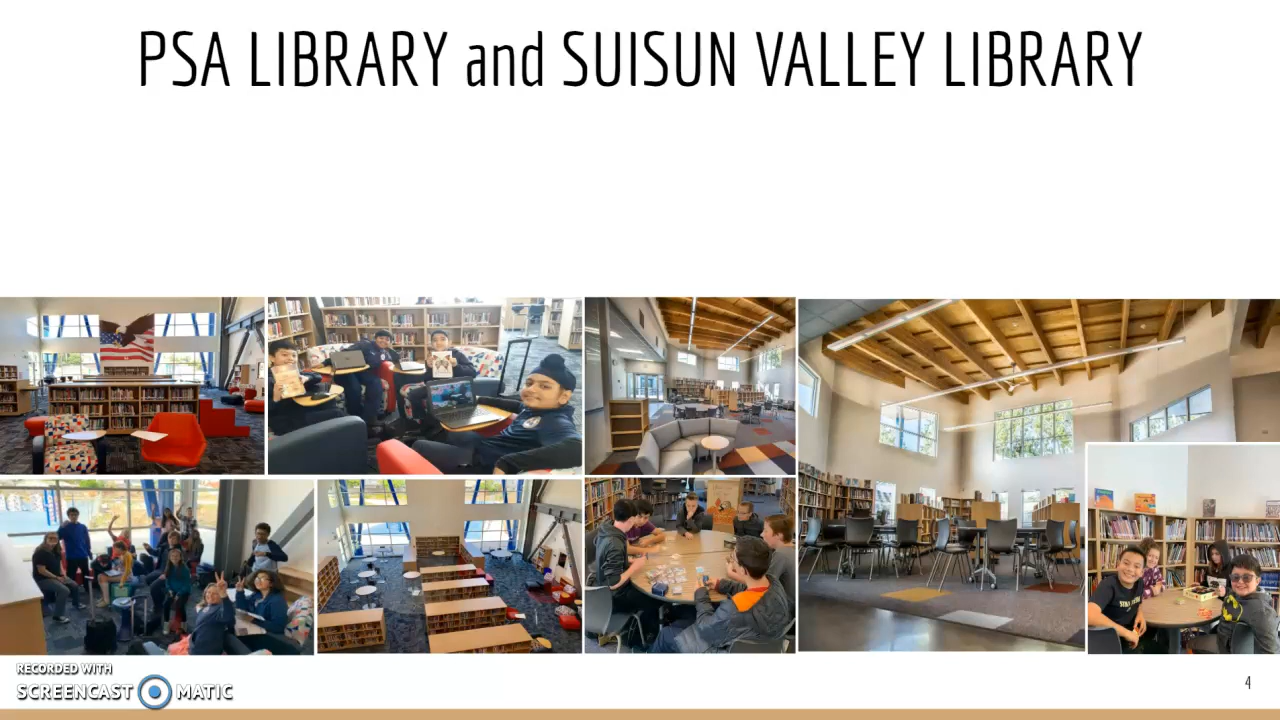 PSA LIBRARY and SUISUN VALLEY LIBRARY
RECORDED WITH
SCREENCAST MATIC
4